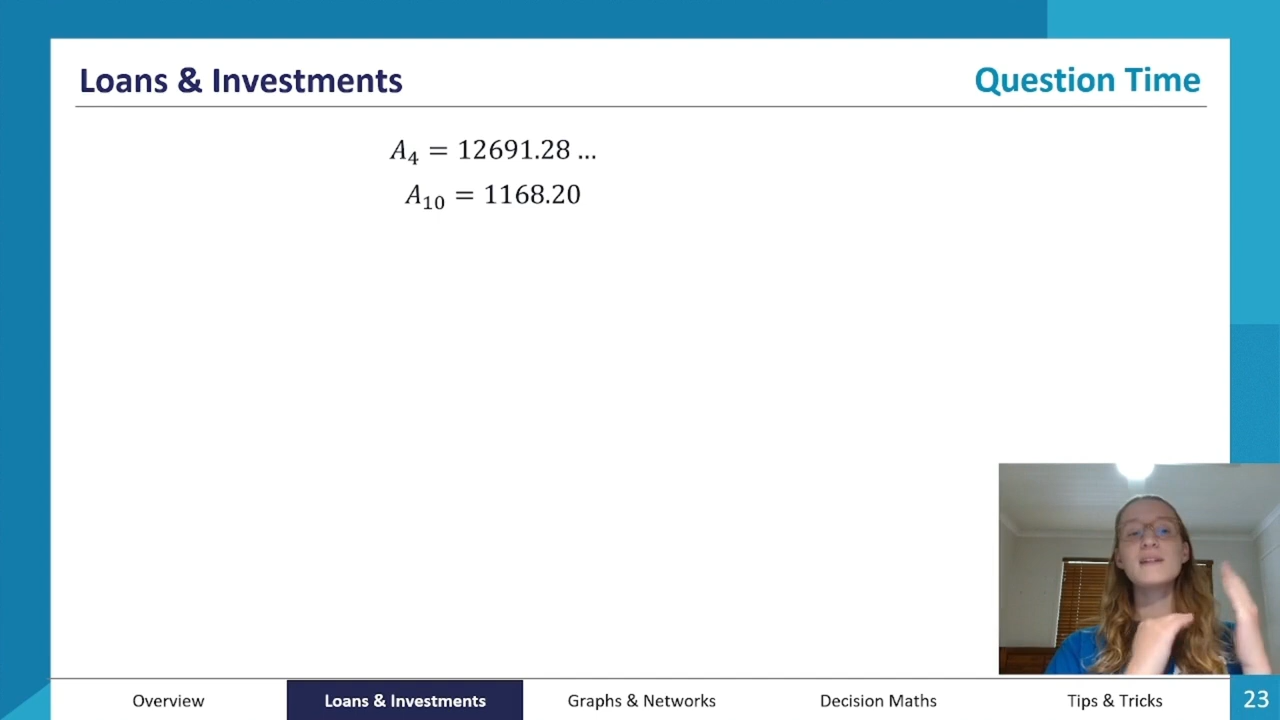 Loans & Investments
Question Time
A₄ = 12691.28 …
A₁₀ = 1168.20
Overview
Loans & Investments
Graphs & Networks
Decision Maths
Tips & Tricks
23